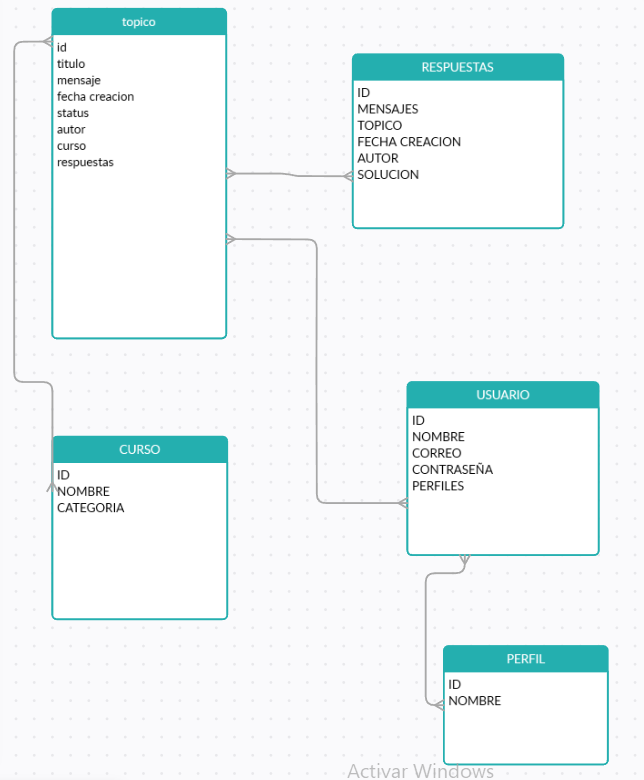 topico
id
titulo
mensaje
fecha creacion
status
autor
curso
respuestas
RESPUESTAS
ID
MENSAJES
TOPICO
FECHA CREACION
AUTOR
SOLUCION
USUARIO
ID
NOMBRE
CORREO
CONTRASEÑA
PERFILES
CURSO
ID
NOMBRE
CATEGORIA
PERFIL
ID
NOMBRE
Activar Windows